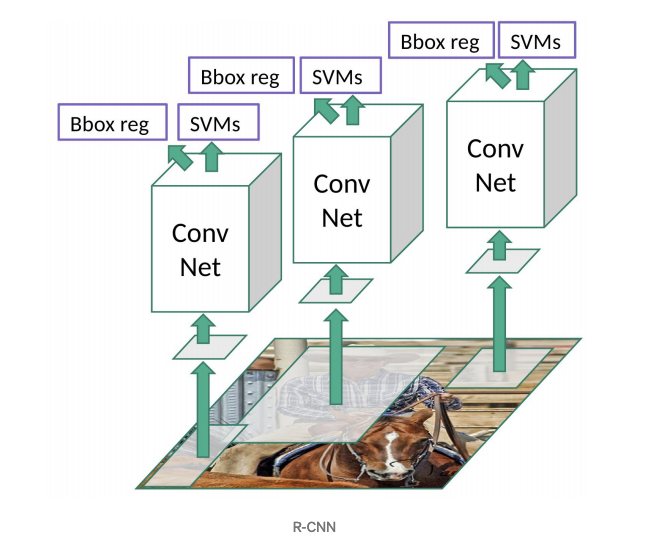 Bbox reg
SVMs
Bbox reg
SVMs
Bbox reg
SVMs
Conv
Net
Conv
Net
Conv
Net
R-CNN